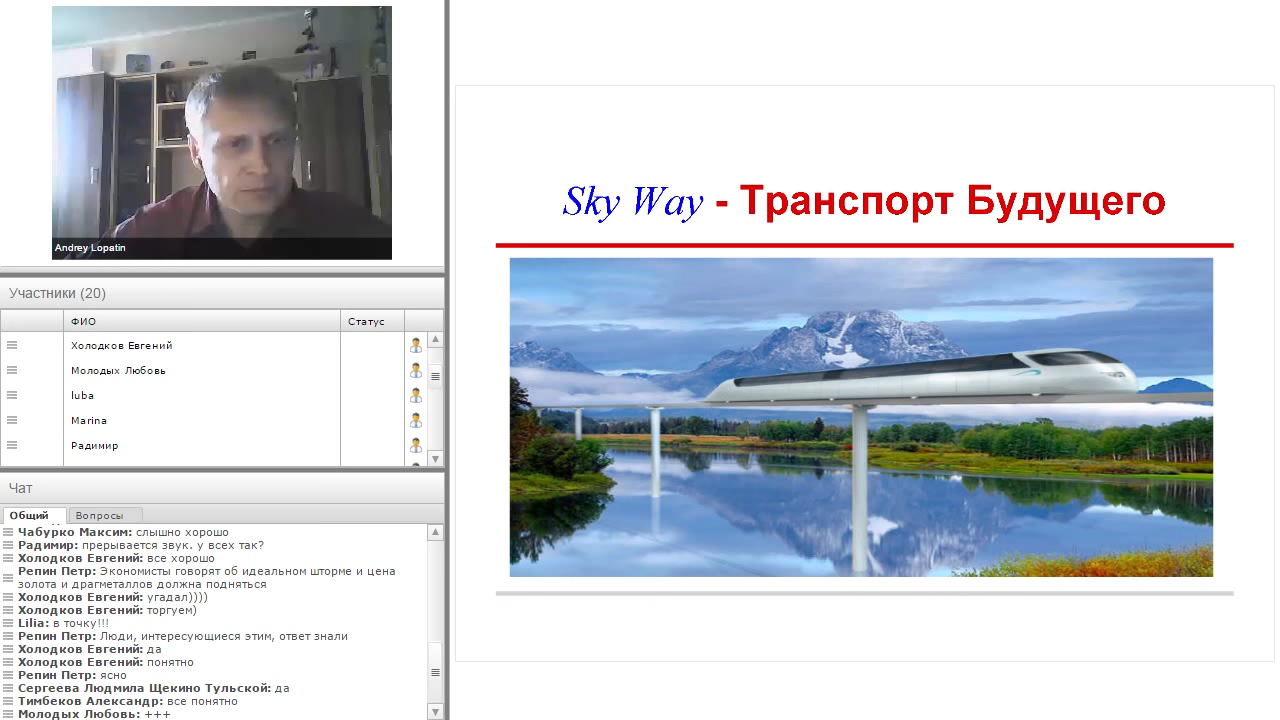 Andrey Lopatin
Участники (20)
ФИО
Статус
Холодков Евгений
Молодых Любовь
luba
Marina
Радимир
Чат
Общий
Вопросы
Чабурко Максим: слышно хорошо
Радимир: прерывается звук. у всех так?
Холодков Евгений: все хорошо
Репин Петр: Экономисты говорят об идеальном шторме и цена
золота и драгметаллов должна подняться
Холодков Евгений: угадал))))
Холодков Евгений: торгуем)
Lilia: в точку!!!
Репин Петр: Люди, интересующиеся этим, ответ знали
Холодков Евгений: да
Холодков Евгений: понятно
Репин Петр: ясно
Сергеева Людмила Щекино Тульской: да
Тимбеков Александр: все понятно
Молодых Любовь: +++
Sky Way - Транспорт Будущего